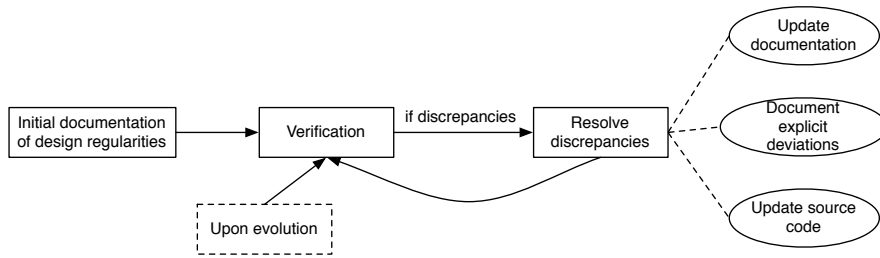 Initial documentation
of design regularities
Verification
if discrepancies
Resolve
discrepancies
Upon evolution
Update
documentation
Document
explicit
deviations
Update source
code